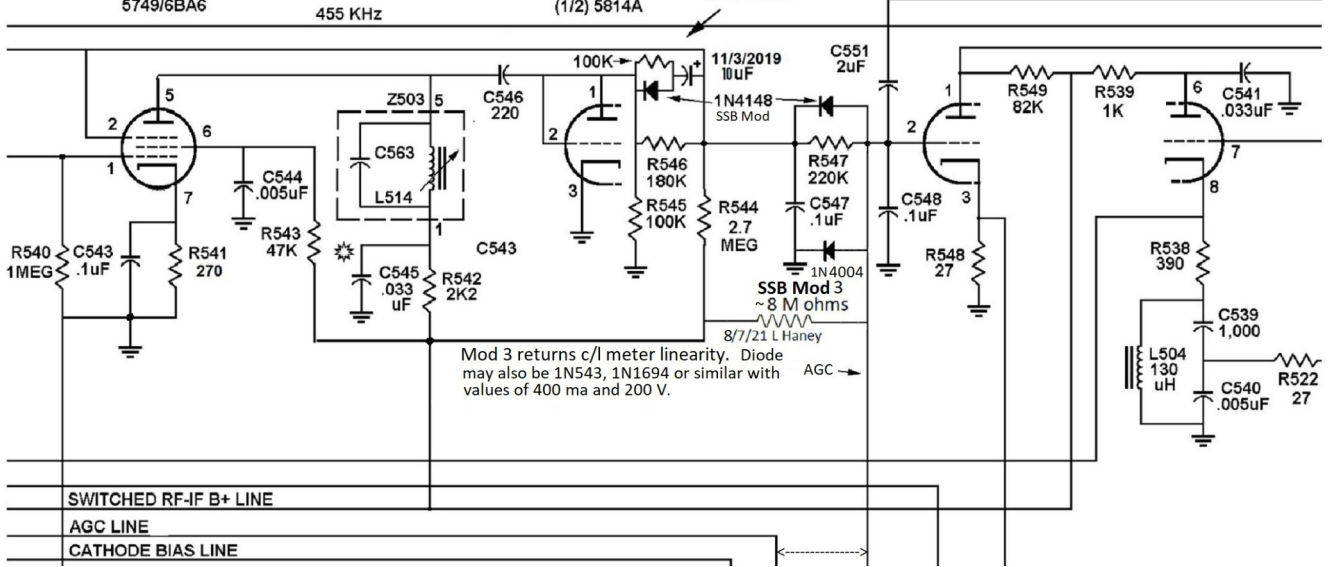 5749/6BA6
455 KHz
(1/2) 5814A
100K
11/3/2019
10uF
C551
2uF
1N4148
SSB Mod
5
2
6
1
7
C544
.005uF
R540
1MEG
C543
.1uF
R541
270
R543
47K
Z503
5
C563
L514
1
C545
.033
uF
R542
2K2
C543
C546
220
1
2
3
R546
180K
R545
100K
R544
2.7
MEG
R547
220K
C547
.1uF
C548
.1uF
1N4004
SSB Mod 3
~8 M ohms
8/7/21 L Haney
Mod 3 returns c/l meter linearity. Diode
may also be 1N543, 1N1694 or similar with
values of 400 ma and 200 V.
AGC
1
2
3
R549
82K
R539
1K
C541
.033uF
6
7
8
R548
27
R538
390
C539
1,000
L504
130
uH
C540
.005uF
R522
27
SWITCHED RF-IF B+ LINE
AGC LINE
CATHODE BIAS LINE